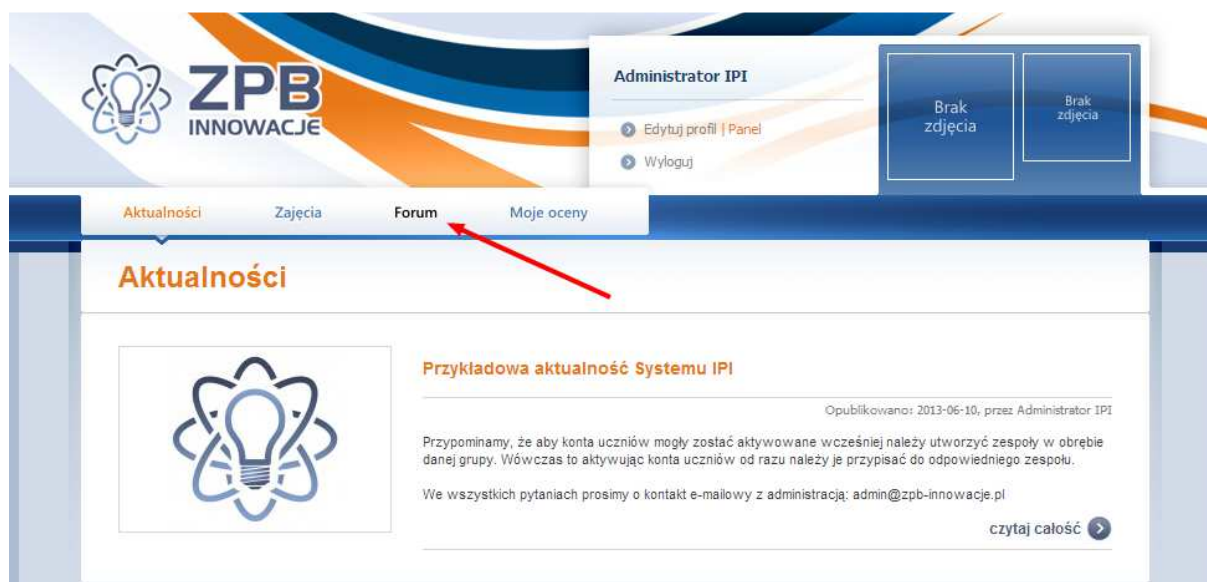 ZPB
INNOWACJE
Administrator IPI
Edytuj profil | Panel
Wyloguj
Brak
zdjęcia
Brak
zdjęcia
Aktualności Zajęcia Forum Moje oceny
Aktualności
Przykładowa aktualność Systemu IPI
Opublikowano: 2013-06-10, przez Administrator IPI
Przypominamy, że aby konta uczniów mogły zostać aktywowane wcześniej należy utworzyć zespoły w obrębie
danej grupy. Wówczas to aktywując konta uczniów od razu należy je przypisać do odpowiedniego zespołu.
We wszystkich pytaniach prosimy o kontakt e-mailowy z administracją: admin@zpb-innowacje.pl
czytaj całość